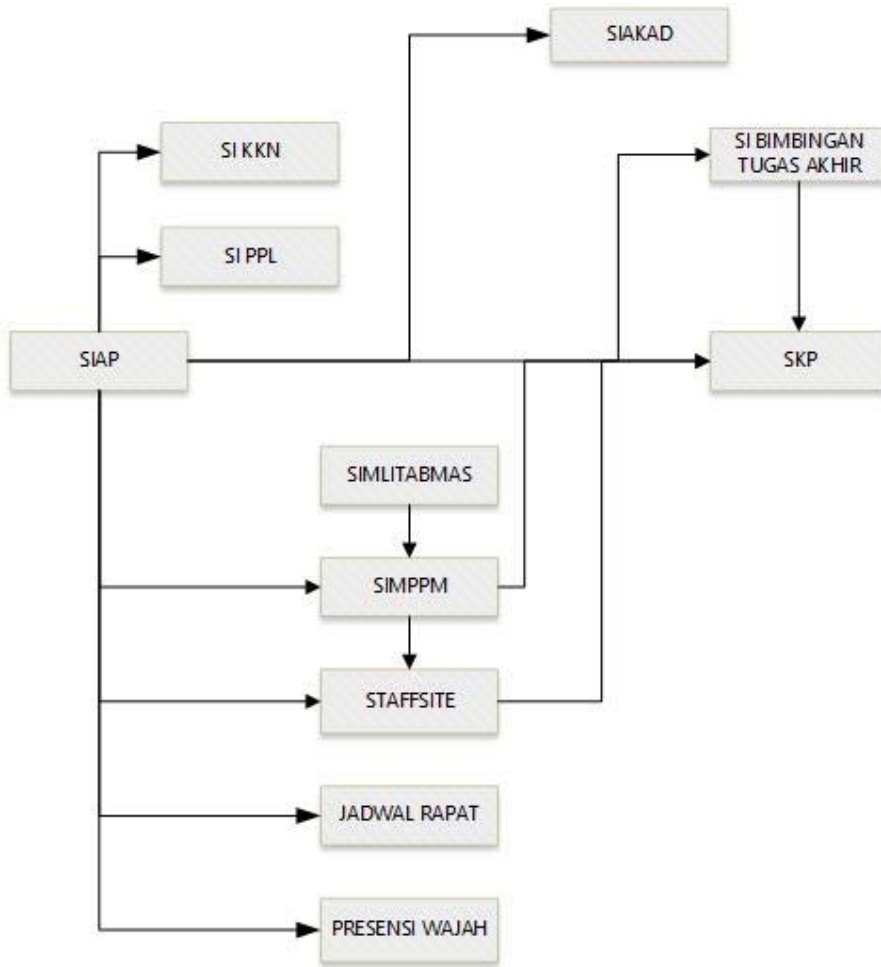 SIAKAD
SI KKN
SI BIMBINGAN
TUGAS AKHIR
SI PPL
SIAP
SKP
SIMLITABMAS
SIMPPM
STAFFSITE
JADWAL RAPAT
PRESENSI WAJAH